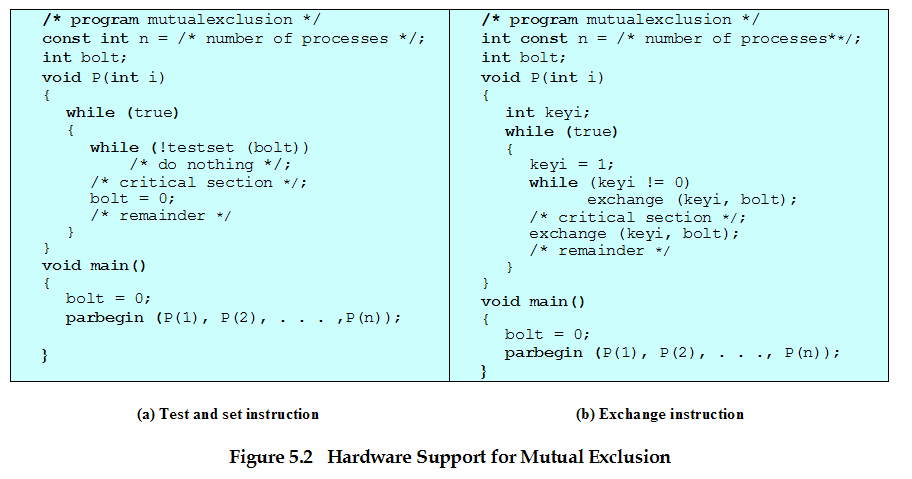 /* program mutualexclusion */
const int n = /* number of processes */;
int bolt;
void P(int i)
{
while (true)
{
while (!testset (bolt))
/* do nothing */;
/* critical section */;
bolt = 0;
/* remainder */
}
}
void main()
{
bolt = 0;
parbegin (P(1), P(2), . . . ,P(n));
}
/* program mutualexclusion */
int const n = /* number of processes**/;
int bolt;
void P(int i)
{
int keyi;
while (true)
{
keyi = 1;
while (keyi != 0)
exchange (keyi, bolt);
/* critical section */;
exchange (keyi, bolt);
/* remainder */
}
}
void main()
{
bolt = 0;
parbegin (P(1), P(2), . . ., P(n));
}
(a) Test and set instruction
(b) Exchange instruction
Figure 5.2 Hardware Support for Mutual Exclusion